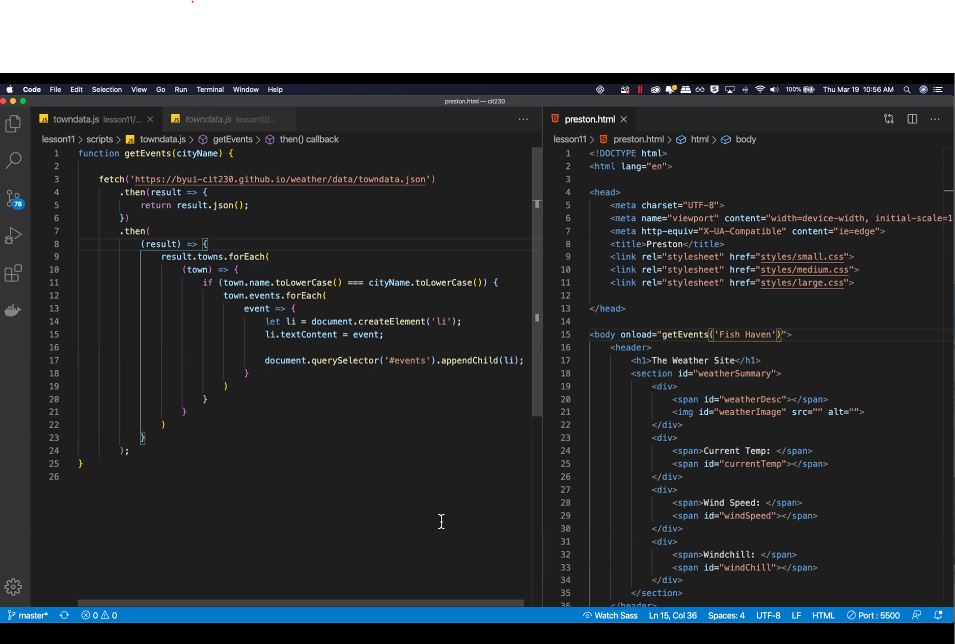 Code File Edit Selection View Go Run Terminal Window Help 100% Thu Mar 19 10:56 AM
preston.html — cit230
towndata.js lesson11/... towndata.js lesson10/...
lesson11 > scripts > towndata.js > getEvents > then() callback
1 function getEvents(cityName) {
2
3 fetch('https://byui-cit230.github.io/weather/data/towndata.json')
4 .then(result => {
5 return result.json();
6 })
7 .then(
8 (result) => {
9 result.towns.forEach(
10 (town) => {
11 if (town.name.toLowerCase() === cityName.toLowerCase()) {
12 town.events.forEach(
13 event => {
14 let li = document.createElement('li');
15 li.textContent = event;
16
17 document.querySelector('#events').appendChild(li);
18 }
19 )
20 }
21 }
22 )
23 }
24 );
25 }
26
preston.html
lesson11 > preston.html > html > body
1 <!DOCTYPE html>
2 <html lang="en">
3
4 <head>
5 <meta charset="UTF-8">
6 <meta name="viewport" content="width=device-width, initial-scale=1
7 <meta http-equiv="X-UA-Compatible" content="ie=edge">
8 <title>Preston</title>
9 <link rel="stylesheet" href="styles/small.css">
10 <link rel="stylesheet" href="styles/medium.css">
11 <link rel="stylesheet" href="styles/large.css">
12
13 </head>
14
15 <body onload="getEvents('Fish Haven')">
16 <header>
17 <h1>The Weather Site</h1>
18 <section id="weatherSummary">
19 <div>
20 <span id="weatherDesc"></span>
21 <img id="weatherImage" src="" alt="">
22 </div>
23 <div>
24 <span>Current Temp: </span>
25 <span id="currentTemp"></span>
26 </div>
27 <div>
28 <span>Wind Speed: </span>
29 <span id="windSpeed"></span>
30 </div>
31 <div>
32 <span>Windchill: </span>
33 <span id="windChill"></span>
34 </div>
35 </section>
36 </header>
78
master* 0 0 Watch Sass Ln 15, Col 36 Spaces: 4 UTF-8 LF HTML Port : 5500